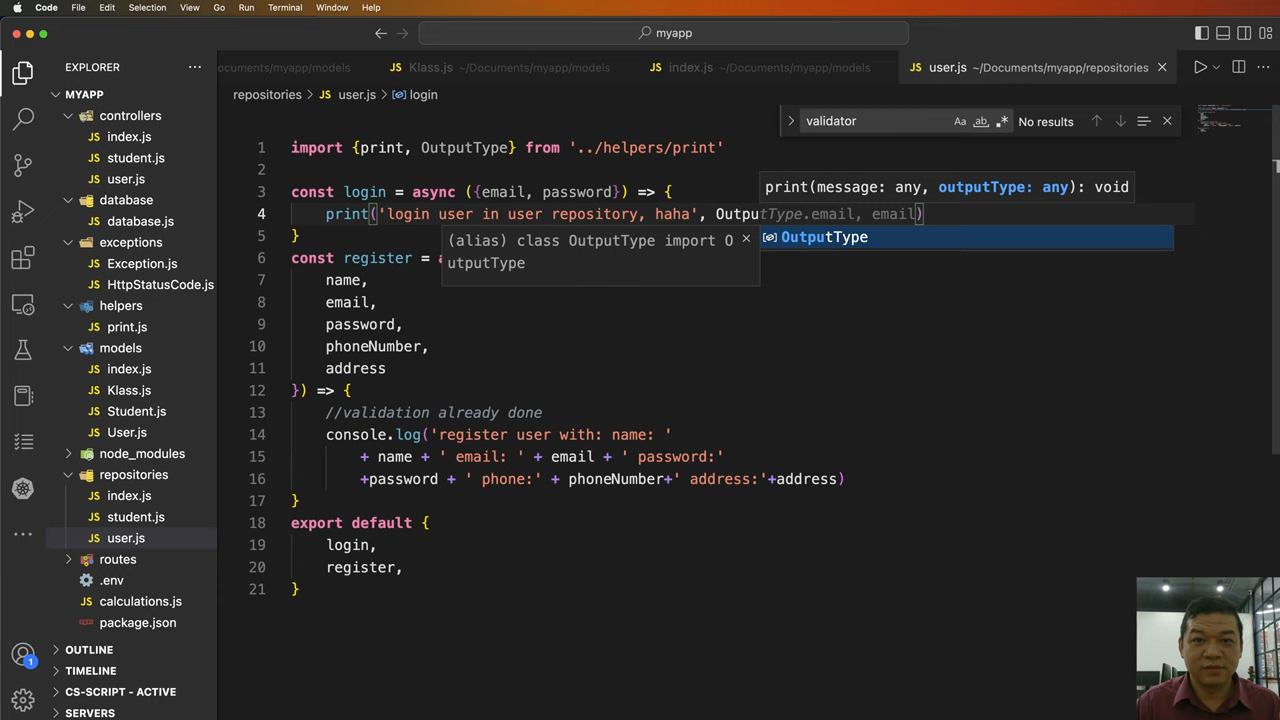 Code File Edit Selection View Go Run Terminal Window Help
myapp
EXPLORER
ocuments/myapp/models
Klass.js ~/Documents/myapp/models
index.js ~/Documents/myapp/models
user.js ~/Documents/myapp/repositories
MYAPP
controllers
index.js
student.js
user.js
database
database.js
exceptions
Exception.js
HttpStatusCode.js
helpers
print.js
models
index.js
Klass.js
Student.js
User.js
node_modules
repositories
index.js
student.js
user.js
routes
.env
calculations.js
package.json
OUTLINE
TIMELINE
CS-SCRIPT - ACTIVE
SERVERS
1
repositories > user.js > login
validator Aa ab No results
1 import {print, OutputType} from '../helpers/print'
2
print(message: any, outputType: any): void
3 const login = async ({email, password}) => {
4 print('login user in user repository, haha', OutputType.email, email)
OutputType
(alias) class OutputType import O
utputType
5 }
6 const register = a
7 name,
8 email,
9 password,
10 phoneNumber,
11 address
12 }) => {
13 //validation already done
14 console.log('register user with: name: '
15 + name + ' email: ' + email + ' password:'
16 +password + ' phone:' + phoneNumber+' address:'+address)
17 }
18 export default {
19 login,
20 register,
21 }